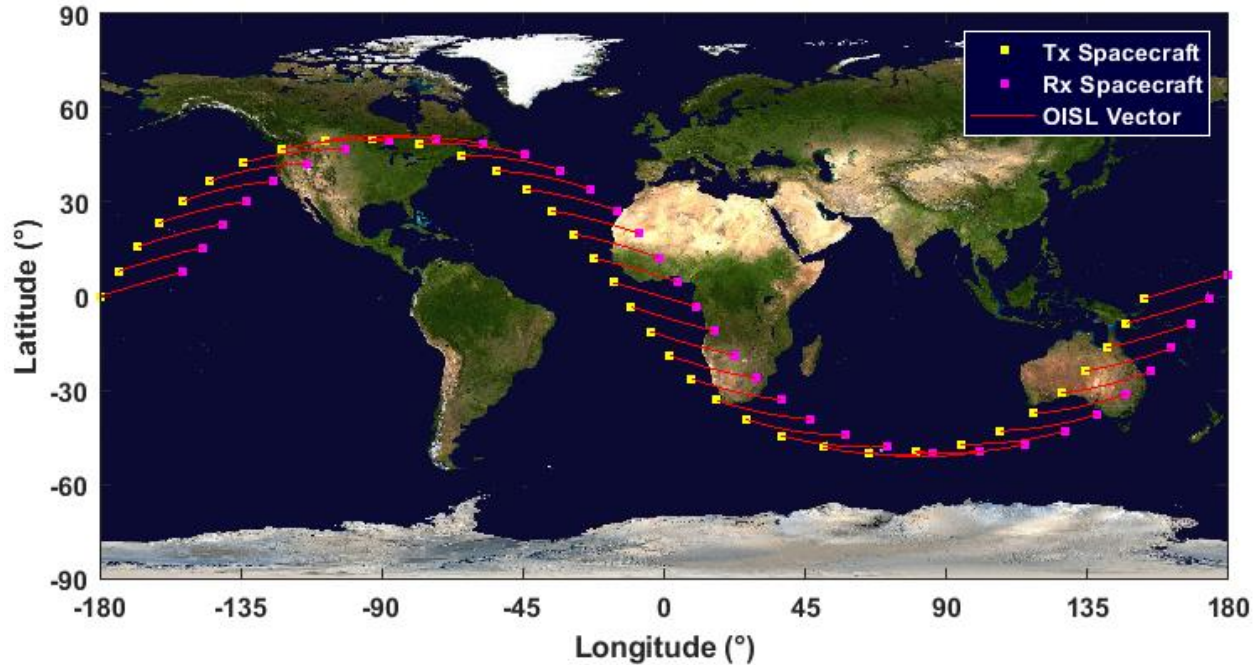 90
60
30
0
-30
-60
-90
Latitude (°)
-180 -135 -90 -45 0 45 90 135 180
Longitude (°)
Tx Spacecraft
Rx Spacecraft
OISL Vector